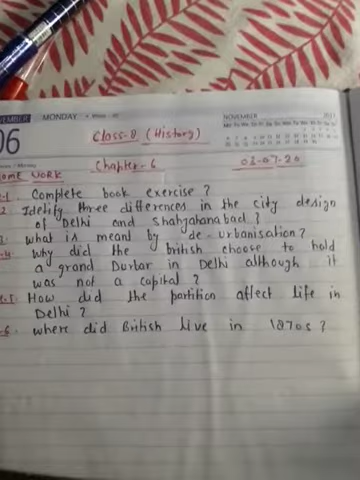 MONDAY
NOVEMBER
06
Class-8 (History)
Chapter-6
03-07-20
HOME WORK
Complete book exercise?
Idetify three differences in the city design
of Delhi and Shahjahanabad?
what is meant by de-urbanisation?
why did the british choose to hold
a grand Durbar in Delhi although it
was not a capital?
How did the partition affect life in
Delhi?
where did British live in 1870s?